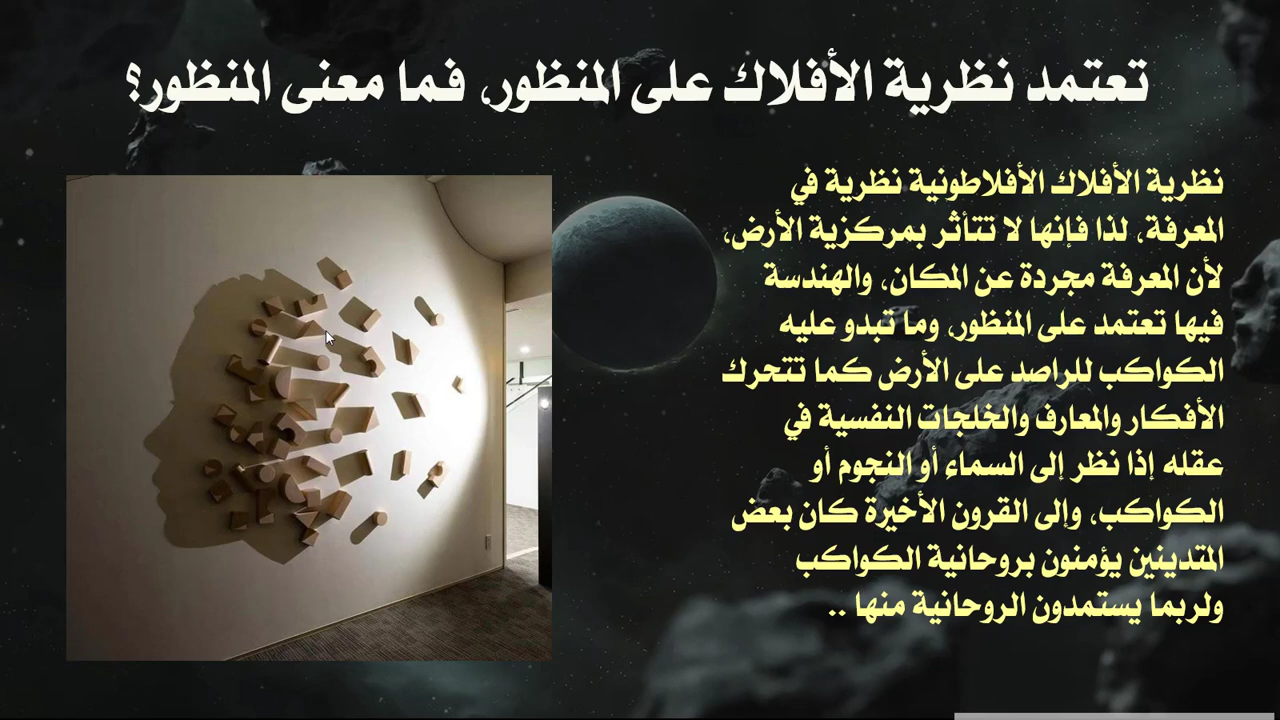 تعتمد نظرية الأفلاك على المنظور، فما معنى المنظور؟
نظرية الأفلاك الأفلاطونية نظرية في
المعرفة، لذا فإنها لا تتأثر بمركزية الأرض،
لأن المعرفة مجردة عن المكان، والهندسة
فيها تعتمد على المنظور، وما تبدو عليه
الكواكب للراصد على الأرض كما تتحرك
الأفكار والمعارف والخلجات النفسية في
عقله إذا نظر إلى السماء أو النجوم أو
الكواكب، وإلى القرون الأخيرة كان بعض
المتدينين يؤمنون بروحانية الكواكب
ولربما يستمدون الروحانية منها ..